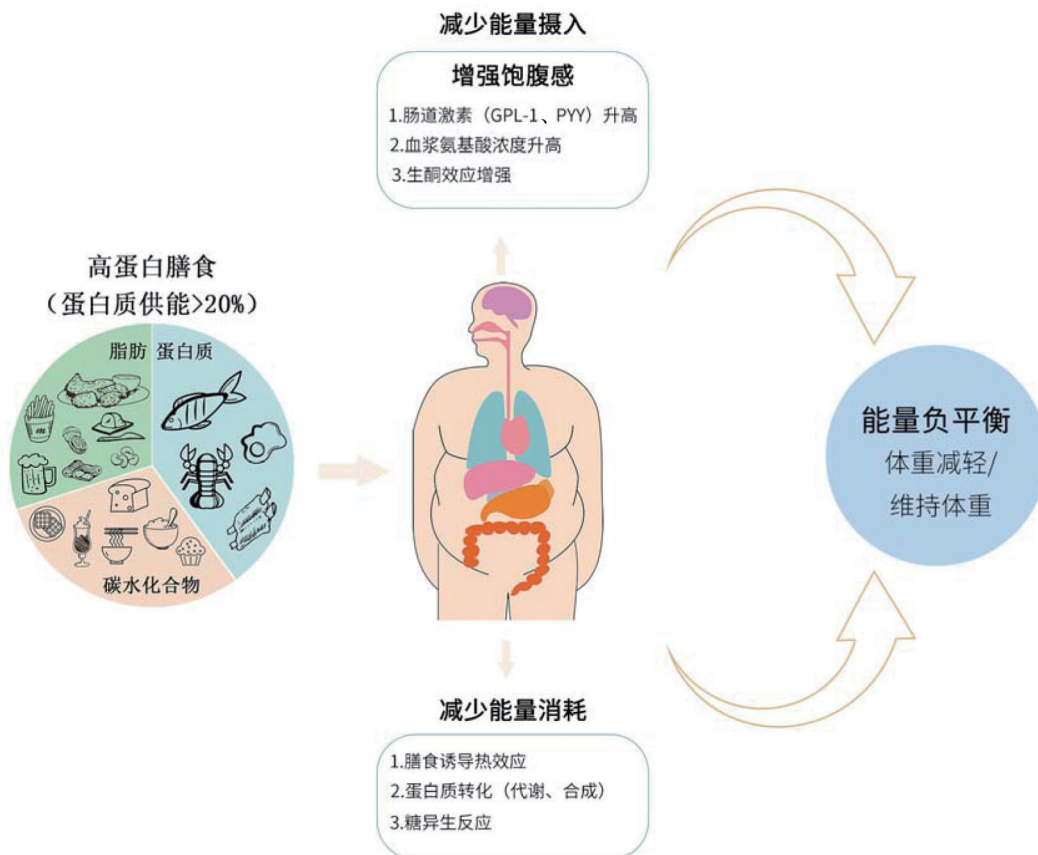 减少能量摄入
增强饱腹感
1.肠道激素（GPL-1、PYY）升高
2.血浆氨基酸浓度升高
3.生酮效应增强
高蛋白膳食
（蛋白质供能>20%）
脂肪
蛋白质
碳水化合物
能量负平衡
体重减轻/
维持体重
减少能量消耗
1.膳食诱导热效应
2.蛋白质转化（代谢、合成）
3.糖异生反应